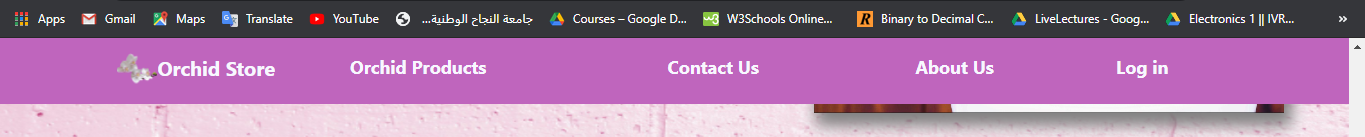 Apps Gmail Maps Translate YouTube جامعة النجاح الوطنية... Courses – Google D... W3Schools Online... Binary to Decimal C... LiveLectures - Goog... Electronics 1 || IVR... »
Orchid Store Orchid Products Contact Us About Us Log in